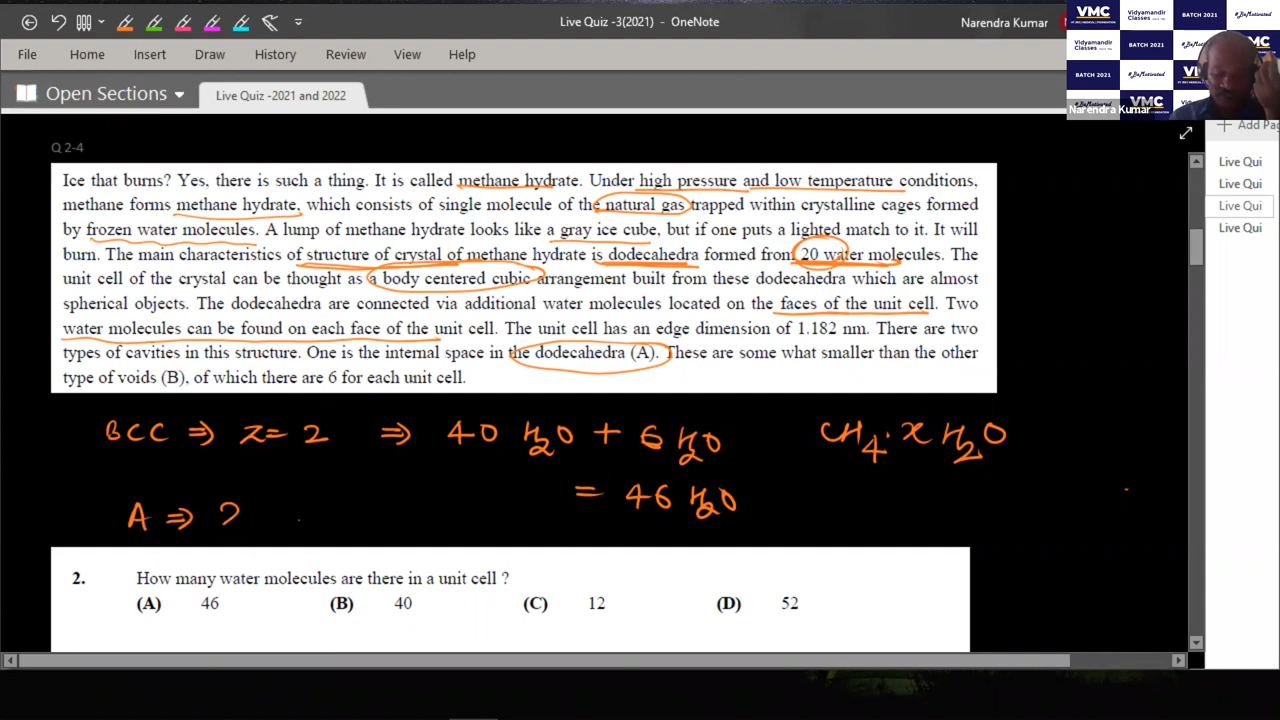 Live Quiz -3(2021) - OneNote
Narendra Kumar
File Home Insert Draw History Review View Help
Open Sections
Live Quiz -2021 and 2022
VMC
Vidyamandir Classes
BATCH 2021
#BeMotivated
Narendra Kumar
Add Pag
Live Qui
Live Qui
Live Qui
Live Qui
Q 2-4
Ice that burns? Yes, there is such a thing. It is called methane hydrate. Under high pressure and low temperature conditions,
methane forms methane hydrate, which consists of single molecule of the natural gas trapped within crystalline cages formed
by frozen water molecules. A lump of methane hydrate looks like a gray ice cube, but if one puts a lighted match to it. It will
burn. The main characteristics of structure of crystal of methane hydrate is dodecahedra formed from 20 water molecules. The
unit cell of the crystal can be thought as a body centered cubic arrangement built from these dodecahedra which are almost
spherical objects. The dodecahedra are connected via additional water molecules located on the faces of the unit cell. Two
water molecules can be found on each face of the unit cell. The unit cell has an edge dimension of 1.182 nm. There are two
types of cavities in this structure. One is the internal space in the dodecahedra (A). These are some what smaller than the other
type of voids (B), of which there are 6 for each unit cell.
BCC ⇒ z= 2 ⇒ 40 H2O + 6 H2O CH4. x H2O
= 46 H2O
A ⇒ 2
2. How many water molecules are there in a unit cell ?
(A) 46 (B) 40 (C) 12 (D) 52